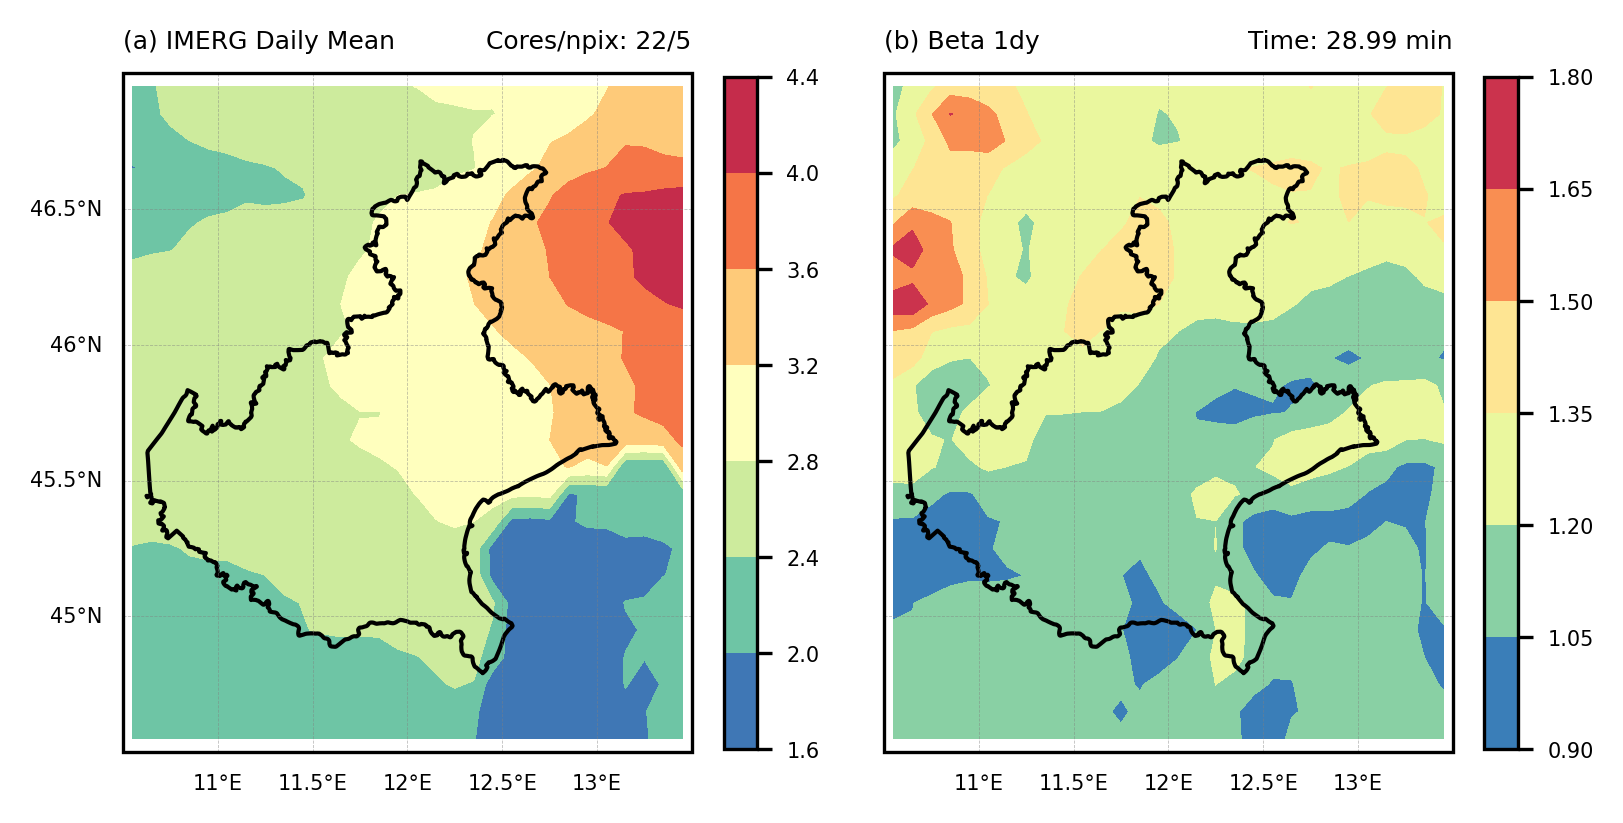 (a) IMERG Daily Mean Cores/npix: 22/5
(b) Beta 1dy Time: 28.99 min
46.5°N
46°N
45.5°N
45°N
11°E 11.5°E 12°E 12.5°E 13°E
4.4
4.0
3.6
3.2
2.8
2.4
2.0
1.6
11°E 11.5°E 12°E 12.5°E 13°E
1.80
1.65
1.50
1.35
1.20
1.05
0.90